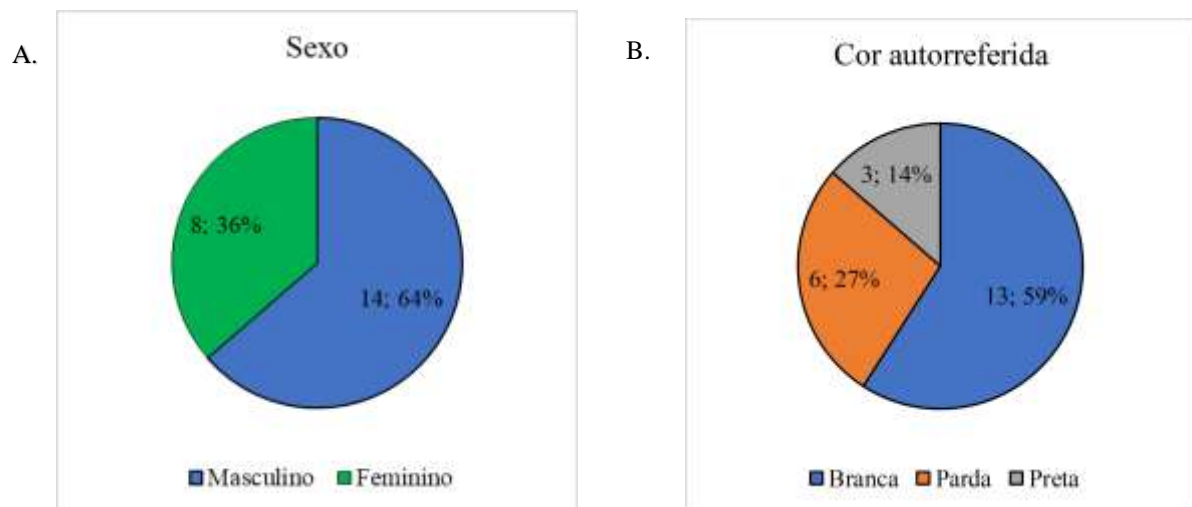 A.
Sexo
8; 36%
14; 64%
Masculino Feminino
B.
Cor autorreferida
3; 14%
6; 27%
13; 59%
Branca Parda Preta